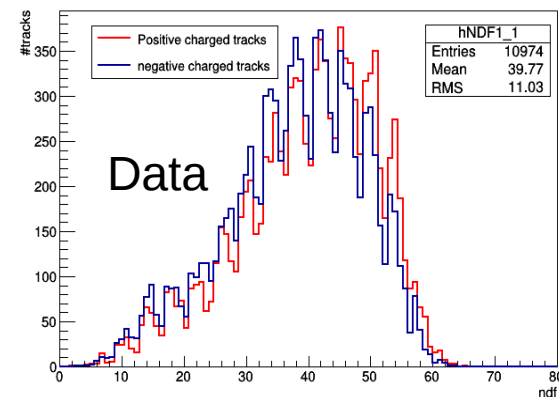 #tracks
350
300
250
200
150
100
50
0
0 10 20 30 40 50 60 70 80
ndf
Positive charged tracks
negative charged tracks
Data
hNDF1_1
Entries 10974
Mean 39.77
RMS 11.03